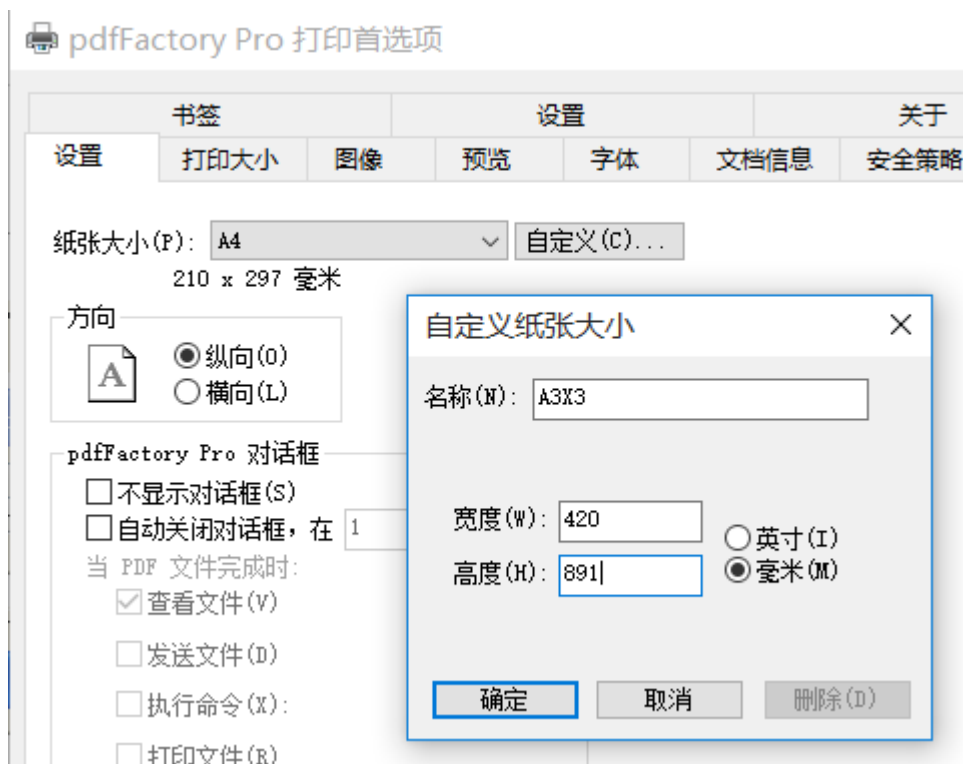 pdfFactory Pro 打印首选项
书签 设置 关于
设置 打印大小 图像 预览 字体 文档信息 安全策略
纸张大小(P): A4 自定义(C)...
210 x 297 毫米
方向
A
纵向(O)
横向(L)
pdfFactory Pro 对话框
不显示对话框(S)
自动关闭对话框，在 1
当 PDF 文件完成时:
查看文件(V)
发送文件(D)
执行命令(X):
打印文件(R)
自定义纸张大小
名称(N): A3X3
宽度(W): 420
高度(H): 891
英寸(I)
毫米(M)
确定 取消 删除(D)